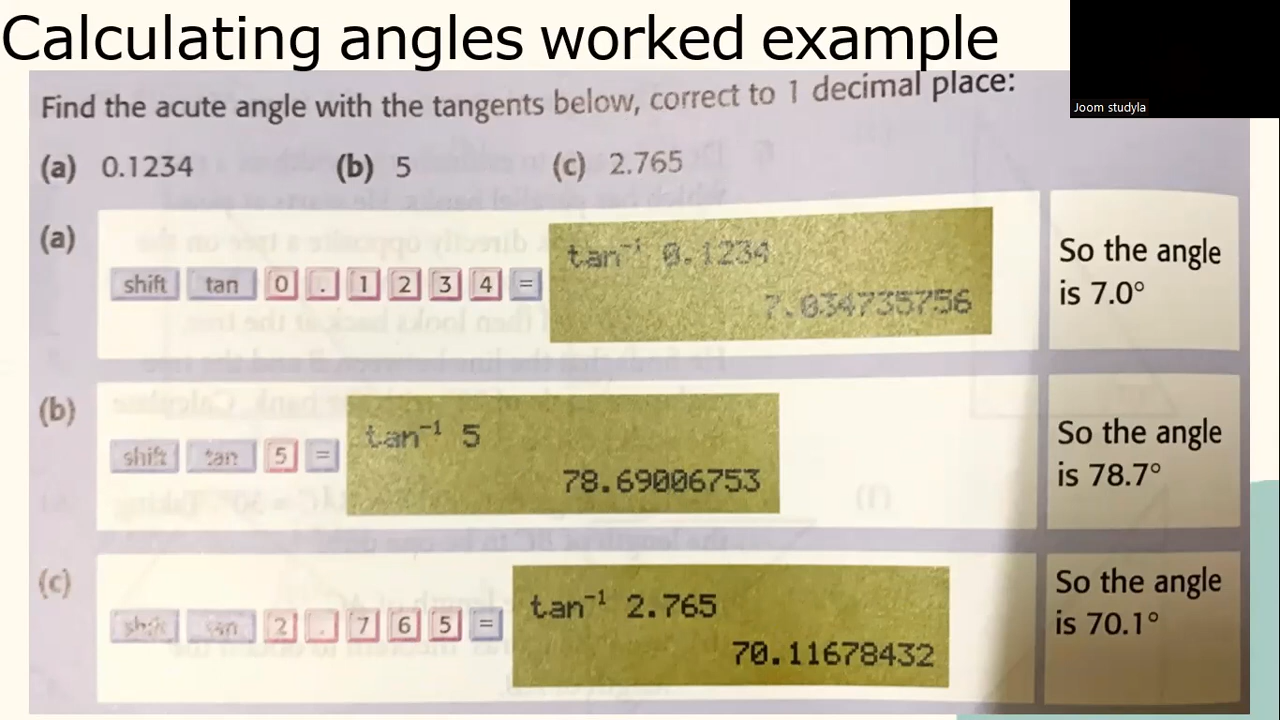 Calculating angles worked example
Joom studyla
Find the acute angle with the tangents below, correct to 1 decimal place:
(a) 0.1234 (b) 5 (c) 2.765
(a)
shift tan 0 . 1 2 3 4 =
tan⁻¹ 0.1234
7.034735756
So the angle
is 7.0°
(b)
shift tan 5 =
tan⁻¹ 5
78.69006753
So the angle
is 78.7°
(c)
shift tan 2 . 7 6 5 =
tan⁻¹ 2.765
70.11678432
So the angle
is 70.1°